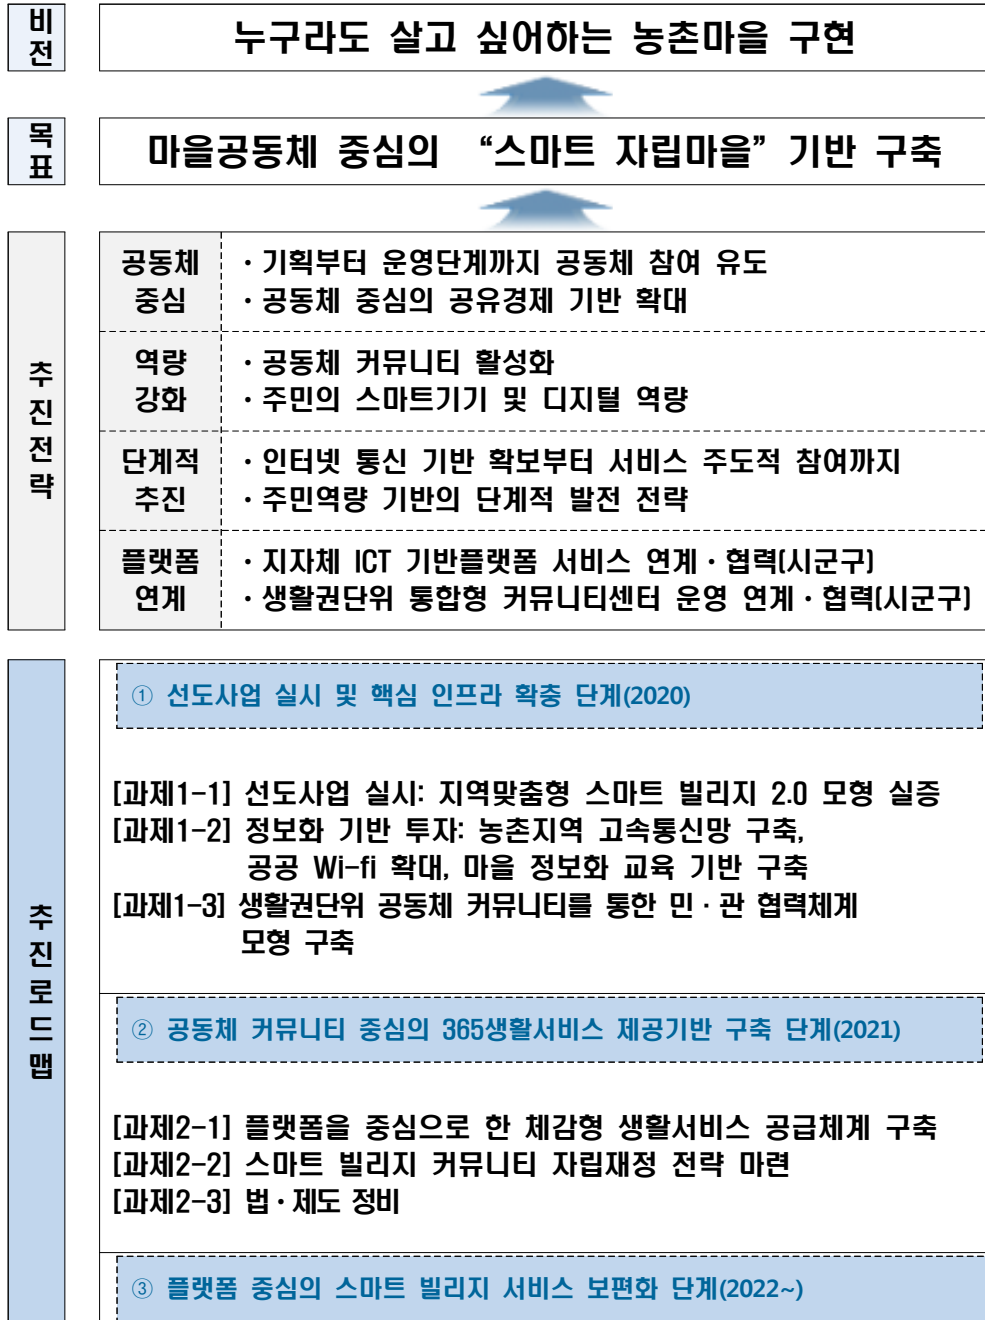 비전
누구라도 살고 싶어하는 농촌마을 구현
목표
마을공동체 중심의 “스마트 자립마을” 기반 구축
추진전략
공동체 중심
·기획부터 운영단계까지 공동체 참여 유도
·공동체 중심의 공유경제 기반 확대
역량 강화
·공동체 커뮤니티 활성화
·주민의 스마트기기 및 디지털 역량
단계적 추진
·인터넷 통신 기반 확보부터 서비스 주도적 참여까지
·주민역량 기반의 단계적 발전 전략
플랫폼 연계
·지자체 ICT 기반플랫폼 서비스 연계·협력(시군구)
·생활권단위 통합형 커뮤니티센터 운영 연계·협력(시군구)
추진로드맵
① 선도사업 실시 및 핵심 인프라 확충 단계(2020)
[과제1-1] 선도사업 실시: 지역맞춤형 스마트 빌리지 2.0 모형 실증
[과제1-2] 정보화 기반 투자: 농촌지역 고속통신망 구축,
공공 Wi-fi 확대, 마을 정보화 교육 기반 구축
[과제1-3] 생활권단위 공동체 커뮤니티를 통한 민·관 협력체계
모형 구축
② 공동체 커뮤니티 중심의 365생활서비스 제공기반 구축 단계(2021)
[과제2-1] 플랫폼을 중심으로 한 체감형 생활서비스 공급체계 구축
[과제2-2] 스마트 빌리지 커뮤니티 자립재정 전략 마련
[과제2-3] 법·제도 정비
③ 플랫폼 중심의 스마트 빌리지 서비스 보편화 단계(2022~)